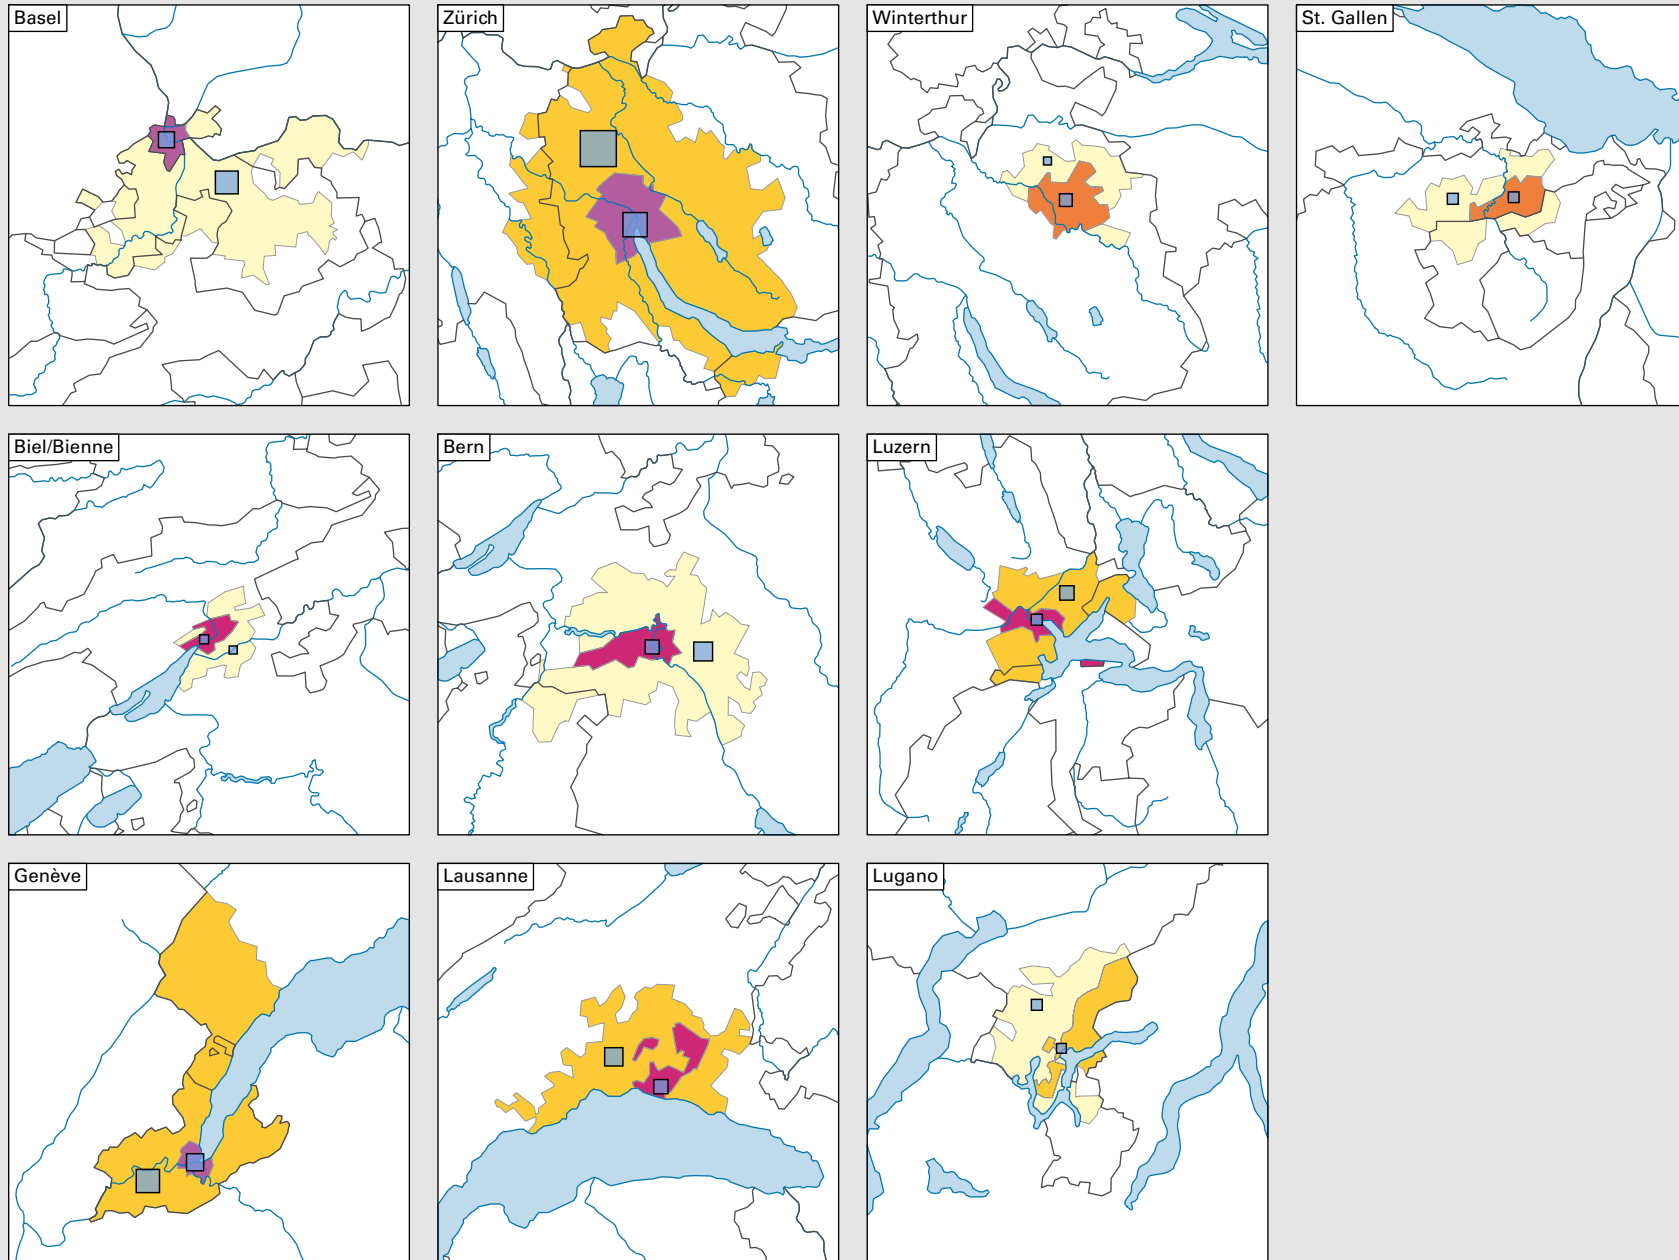 Basel
Zürich
Winterthur
St. Gallen
Biel/Bienne
Bern
Luzern
Genève
Lausanne
Lugano